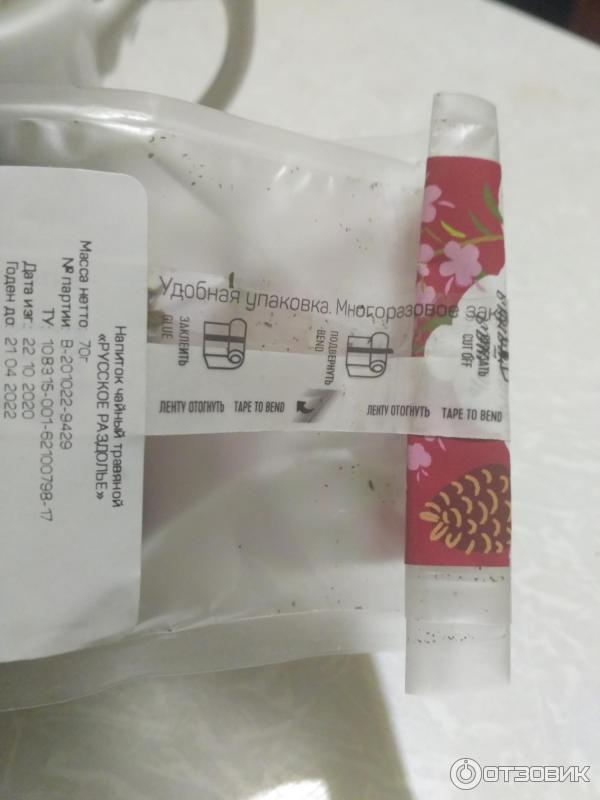 Напиток чайный травяной
«РУССКОЕ РАЗДОЛЬЕ»
Масса нетто: 70г
№ партии: В-201022-9429
ТУ: 108315-001-62100798-17
Дата изг.: 22 10 2020
Годен до: 21 04 2022
Удобная упаковка. Многоразовое зак
ЗАКЛЕИТЬ
GLUE
ПОДВЕРНУТЬ
BEND
CUT OFF
ЛЕНТУ ОТОГНУТЬ TAPE TO BEND
ЛЕНТУ ОТОГНУТЬ TAPE TO BEND
ОТЗОВИК